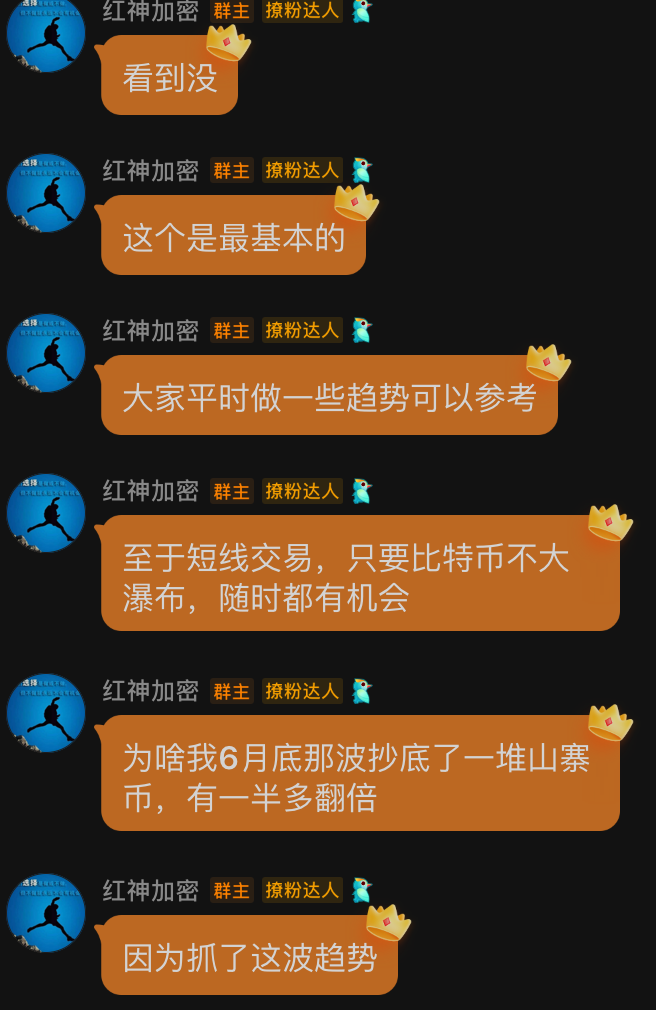 红神加密 群主 撩粉达人
看到没
红神加密 群主 撩粉达人
这个是最基本的
红神加密 群主 撩粉达人
大家平时做一些趋势可以参考
红神加密 群主 撩粉达人
至于短线交易，只要比特币不大
瀑布，随时都有机会
红神加密 群主 撩粉达人
为啥我6月底那波抄底了一堆山寨
币，有一半多翻倍
红神加密 群主 撩粉达人
因为抓了这波趋势